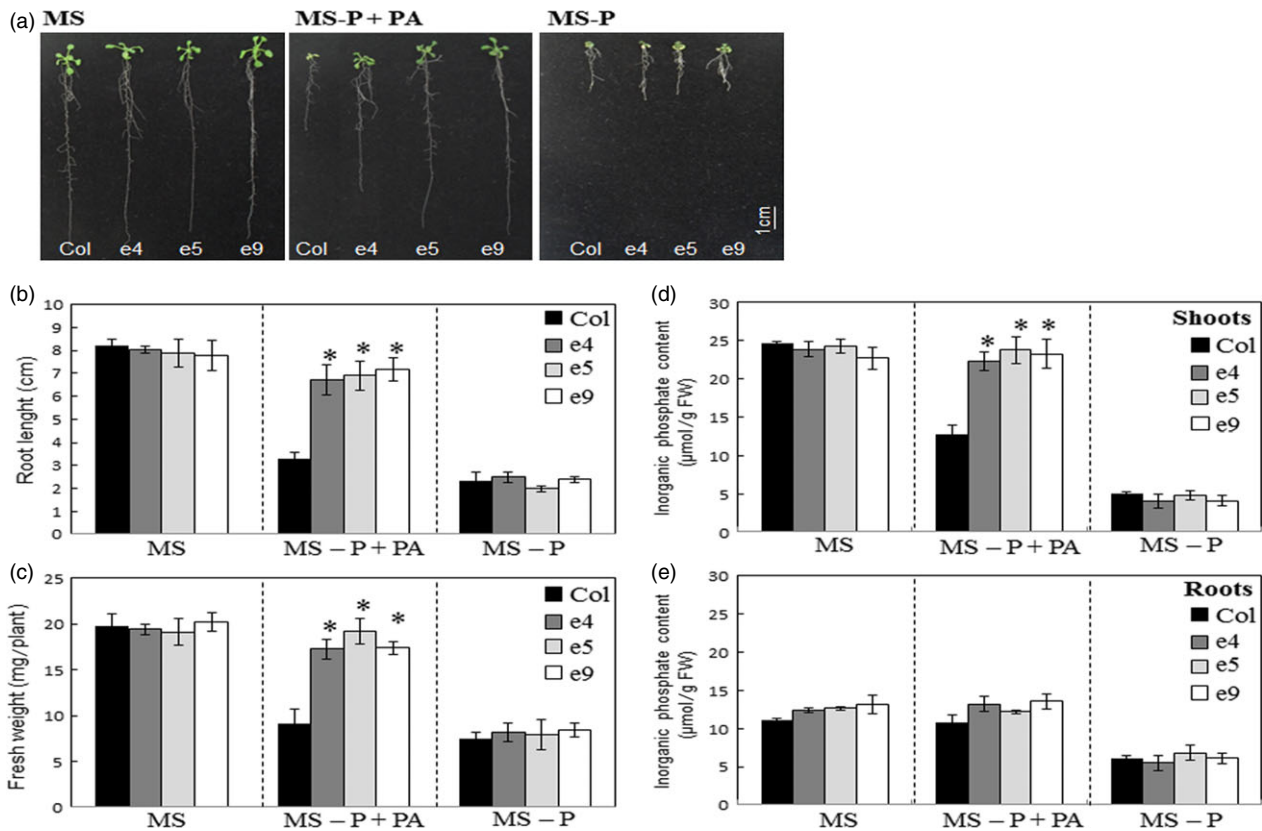 (a)
MS
MS-P + PA
MS-P
Col e4 e5 e9
Col e4 e5 e9
Col e4 e5 e9
1cm
(b)
Root lenght (cm)
10
9
8
7
6
5
4
3
2
1
0
* * *
Col
e4
e5
e9
MS
MS – P + PA
MS – P
(c)
Fresh weight (mg/plant)
25
20
15
10
5
0
* * *
Col
e4
e5
e9
MS
MS – P + PA
MS – P
(d)
Inorganic phosphate content
(µmol/g FW)
30
25
20
15
10
5
0
* * *
Shoots
Col
e4
e5
e9
MS
MS – P + PA
MS – P
(e)
Inorganic phosphate content
(µmol/g FW)
30
25
20
15
10
5
0
Roots
Col
e4
e5
e9
MS
MS – P + PA
MS – P